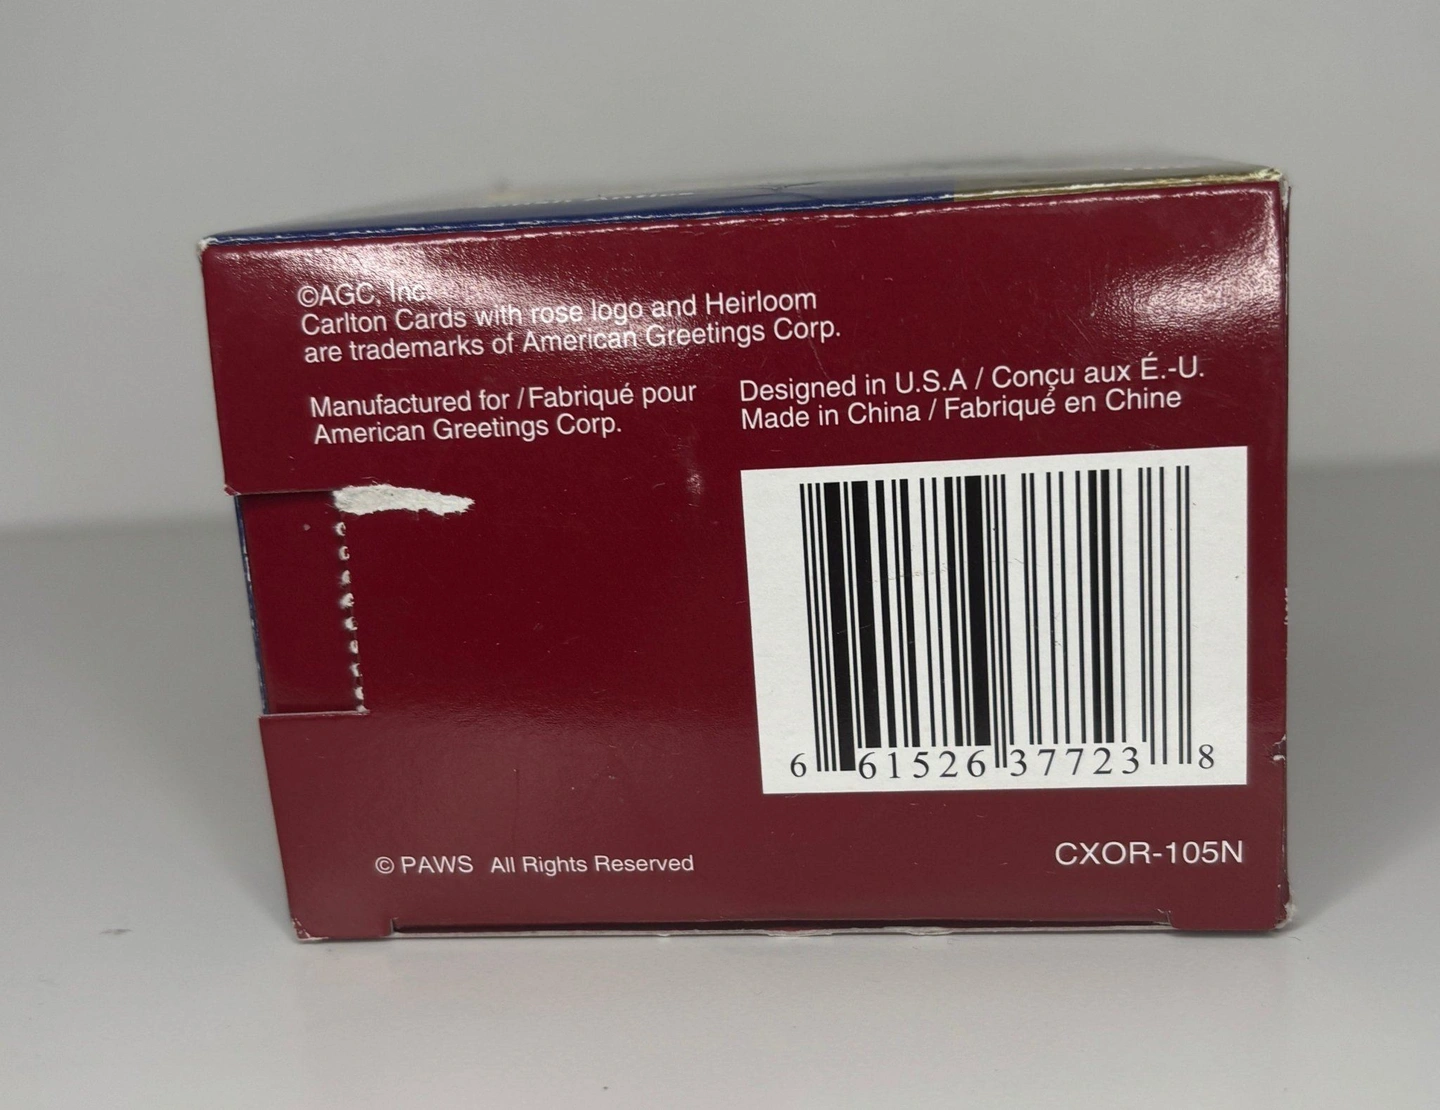 ©AGC, Inc.
Carlton Cards with rose logo and Heirloom
are trademarks of American Greetings Corp.
Manufactured for / Fabriqué pour
American Greetings Corp.
Designed in U.S.A / Conçu aux É.-U.
Made in China / Fabriqué en Chine
6 61526 37723 8
© PAWS All Rights Reserved
CXOR-105N